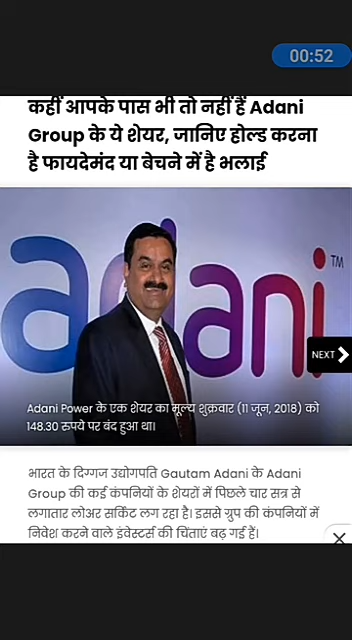 00:52
कहीं आपके पास भी तो नहीं हैं Adani
Group के ये शेयर, जानिए होल्ड करना
है फायदेमंद या बेचने में है भलाई
adani
TM
NEXT
Adani Power के एक शेयर का मूल्य शुक्रवार (11 जून, 2018) को
148.30 रुपये पर बंद हुआ था।
भारत के दिग्गज उद्योगपति Gautam Adani के Adani
Group की कई कंपनियों के शेयरों में पिछले चार सत्र से
लगातार लोअर सर्किट लग रहा है। इससे ग्रुप की कंपनियों में
निवेश करने वाले इंवेस्टर्स की चिंताएं बढ़ गई हैं।